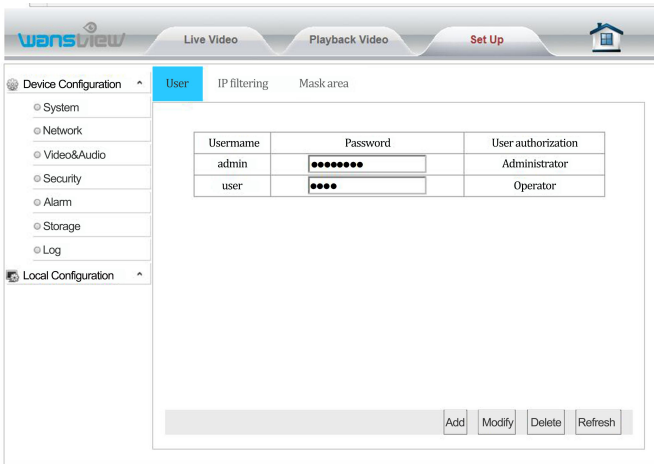 wansview
Live Video Playback Video Set Up
Device Configuration
System
Network
Video&Audio
Security
Alarm
Storage
Log
Local Configuration
User IP filtering Mask area
Username Password User authorization
admin ●●●●●●●● Administrator
user ●●●● Operator
Add Modify Delete Refresh